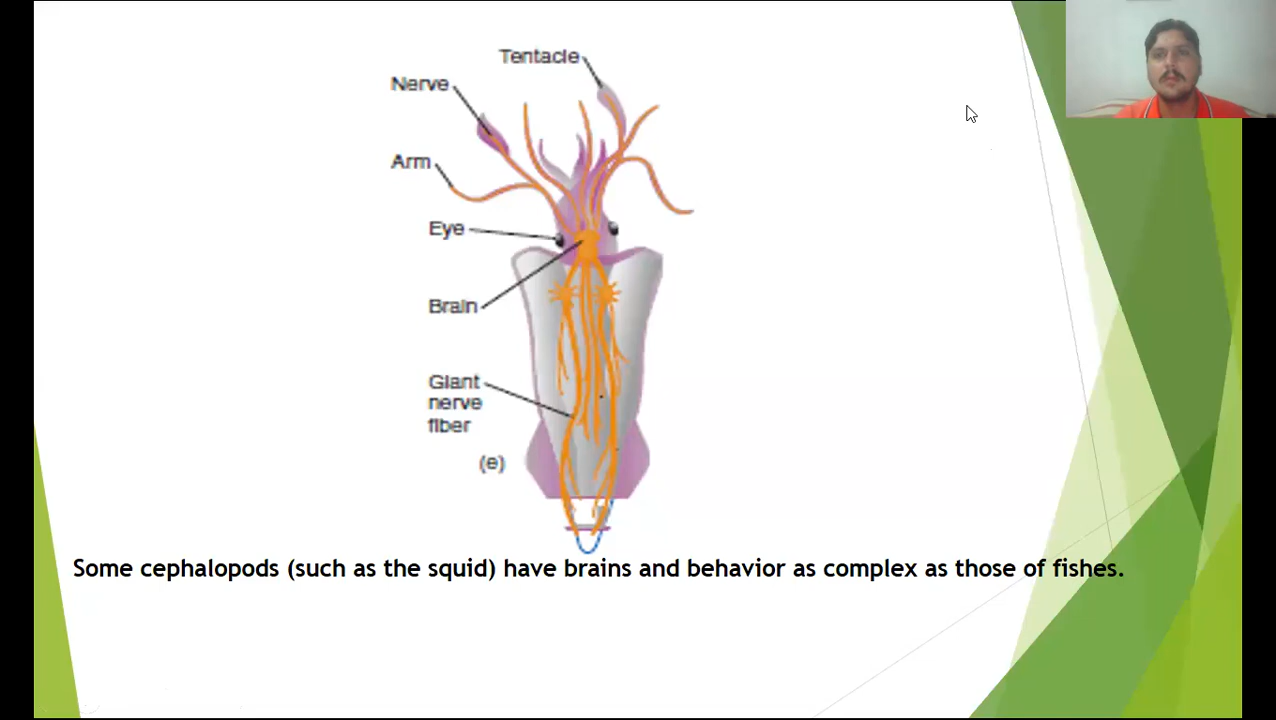 Tentacle
Nerve
Arm
Eye
Brain
Giant
nerve
fiber
(e)
Some cephalopods (such as the squid) have brains and behavior as complex as those of fishes.